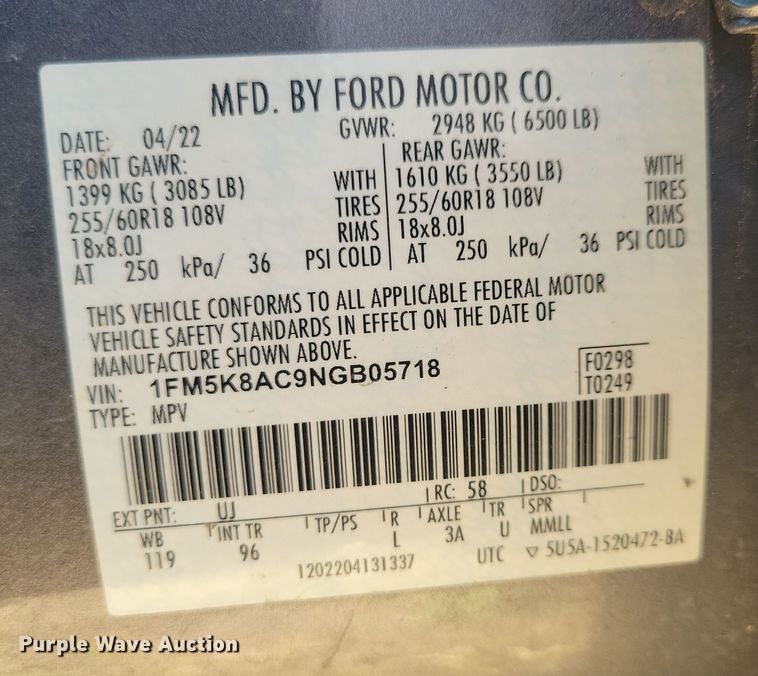 MFD. BY FORD MOTOR CO.
DATE: 04/22 GVWR: 2948 KG ( 6500 LB)
FRONT GAWR: REAR GAWR:
1399 KG ( 3085 LB) WITH 1610 KG ( 3550 LB) WITH
255/60R18 108V TIRES 255/60R18 108V TIRES
18x8.0J RIMS 18x8.0J RIMS
AT 250 kPa/ 36 PSI COLD AT 250 kPa/ 36 PSI COLD
THIS VEHICLE CONFORMS TO ALL APPLICABLE FEDERAL MOTOR
VEHICLE SAFETY STANDARDS IN EFFECT ON THE DATE OF
MANUFACTURE SHOWN ABOVE.
VIN: 1FM5K8AC9NGB05718 F0298
TYPE: MPV T0249
EXT PNT: UJ RC: 58 DSO:
WB INT TR TP/PS R AXLE TR SPR
119 96 L 3A U MMLL
1202204131337 UTC ▽ 5U5A-1520472-BA
Purple Wave Auction